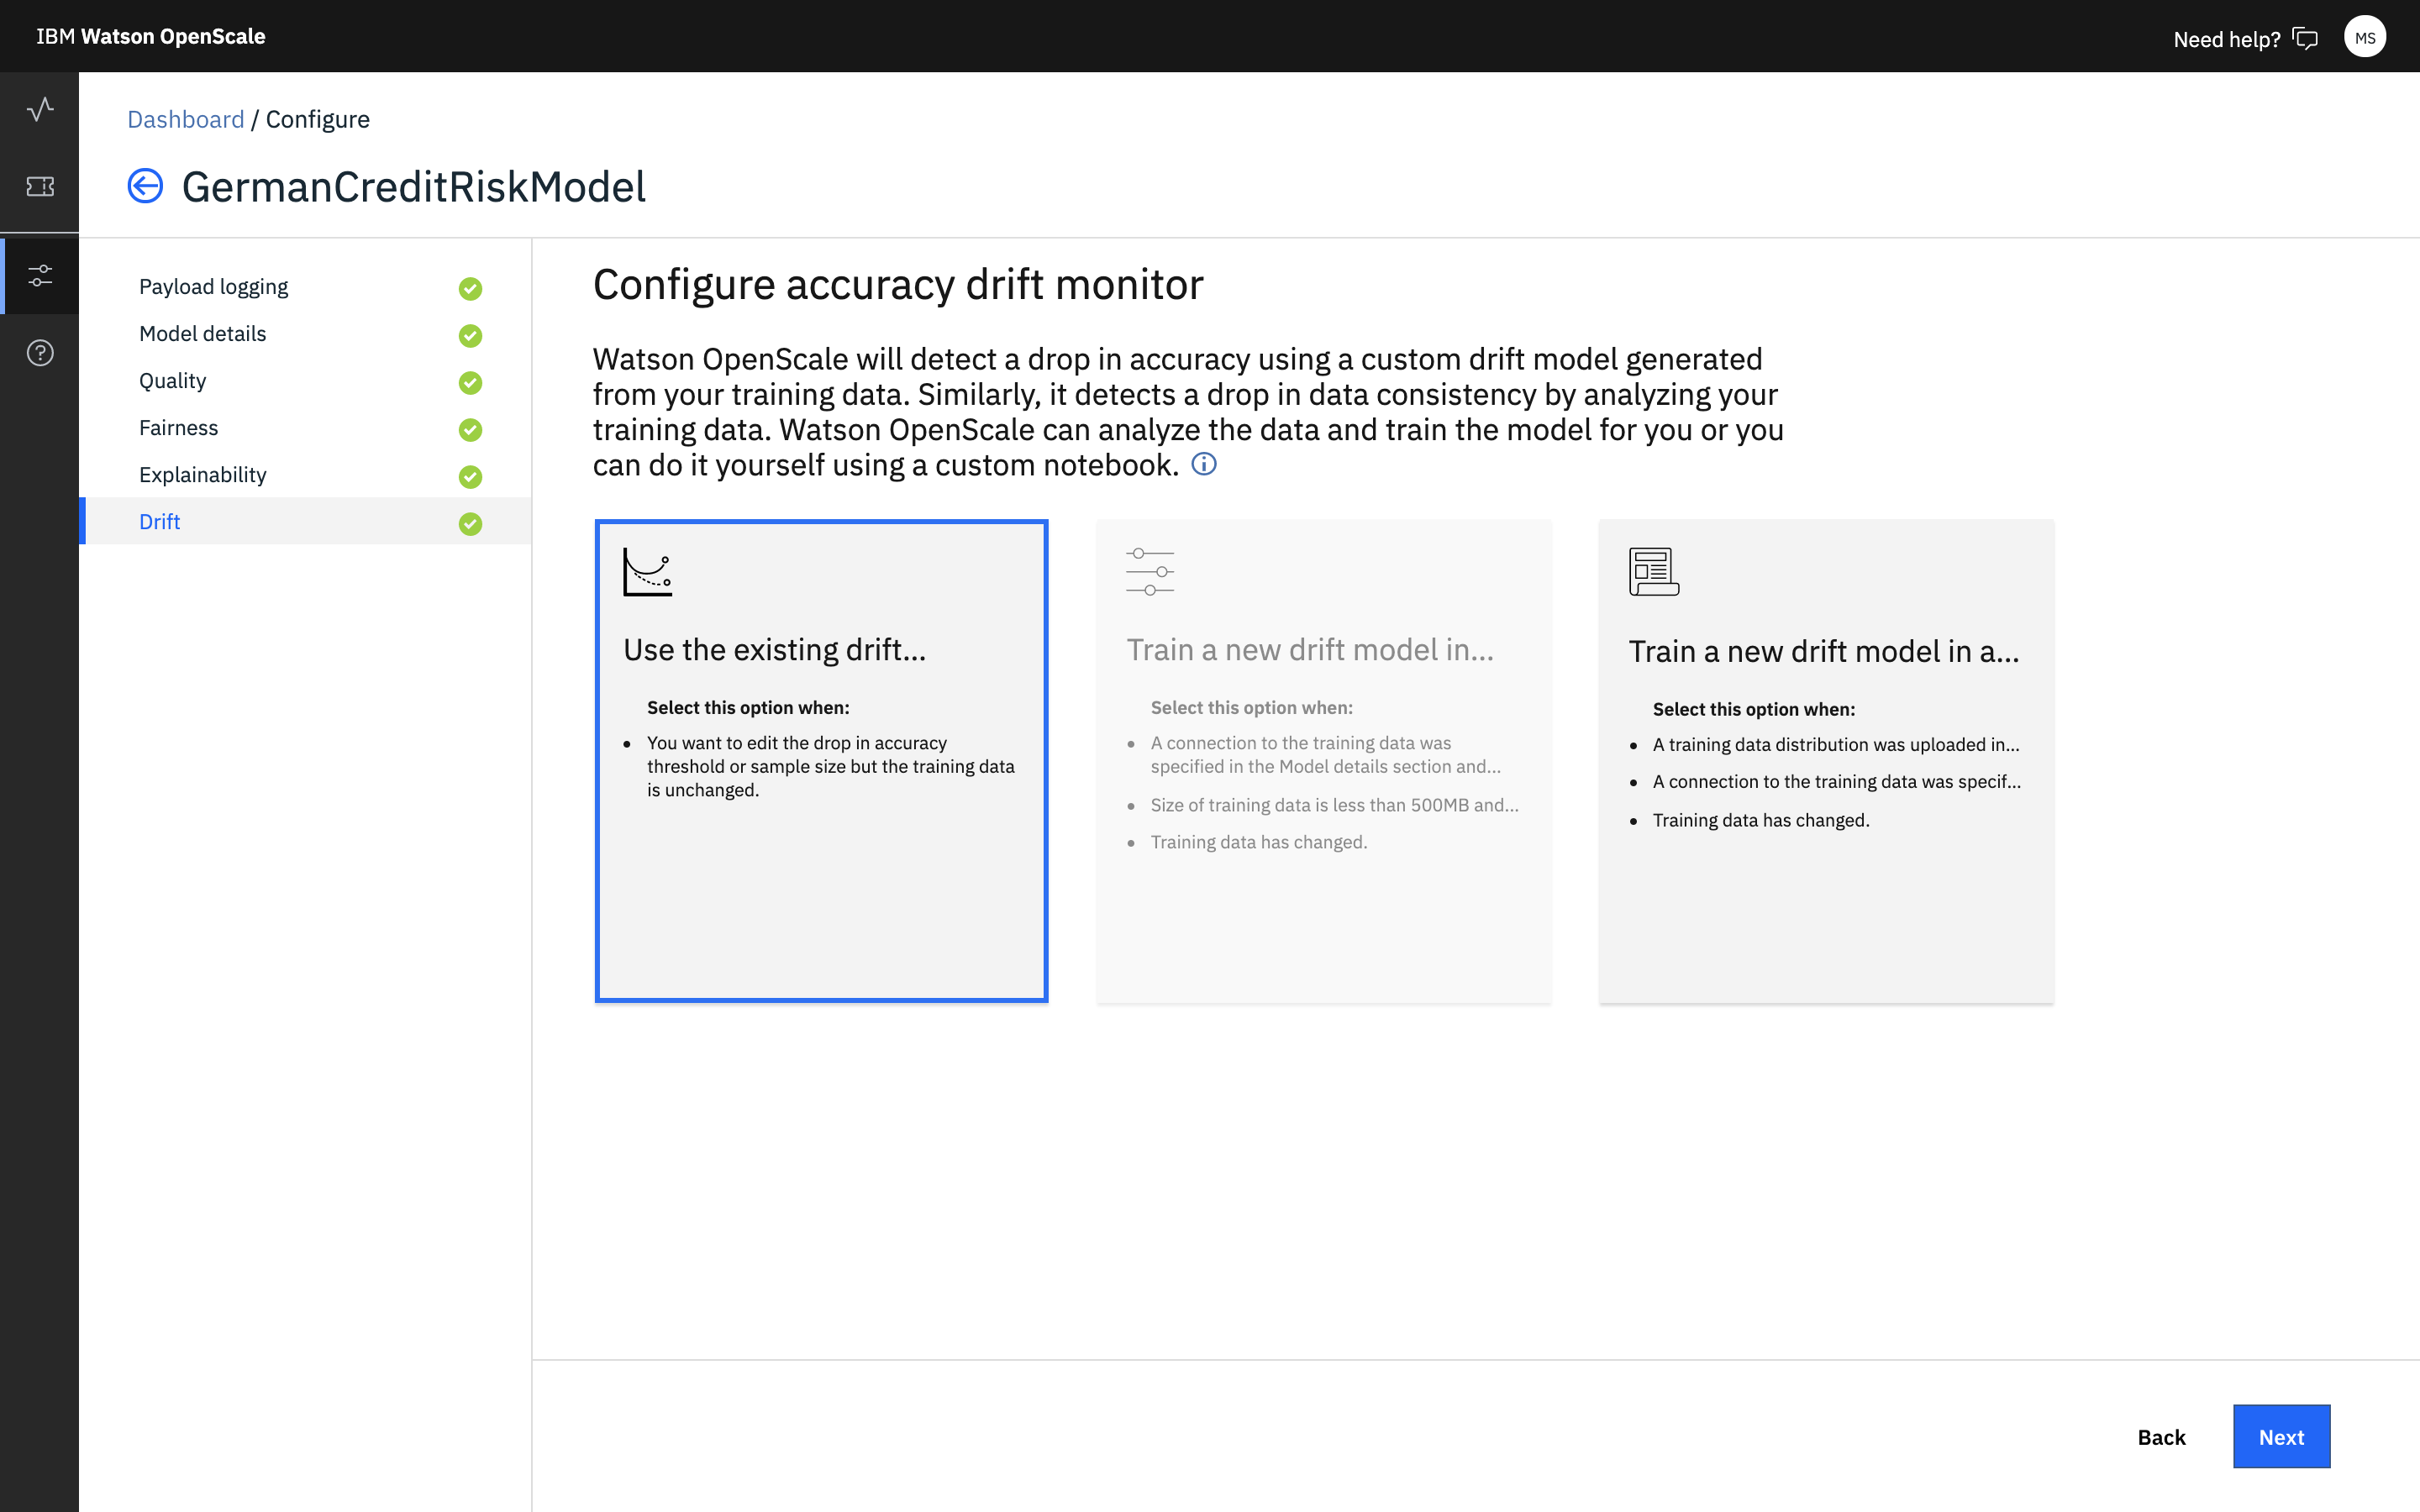 IBM Watson OpenScale
Need help?
MS
Dashboard / Configure
GermanCreditRiskModel
Payload logging
Model details
Quality
Fairness
Explainability
Drift
Configure accuracy drift monitor
Watson OpenScale will detect a drop in accuracy using a custom drift model generated
from your training data. Similarly, it detects a drop in data consistency by analyzing your
training data. Watson OpenScale can analyze the data and train the model for you or you
can do it yourself using a custom notebook.
Use the existing drift...
Select this option when:
• You want to edit the drop in accuracy
threshold or sample size but the training data
is unchanged.
Train a new drift model in...
Select this option when:
• A connection to the training data was
specified in the Model details section and...
• Size of training data is less than 500MB and...
• Training data has changed.
Train a new drift model in a...
Select this option when:
• A training data distribution was uploaded in...
• A connection to the training data was specif...
• Training data has changed.
Back
Next